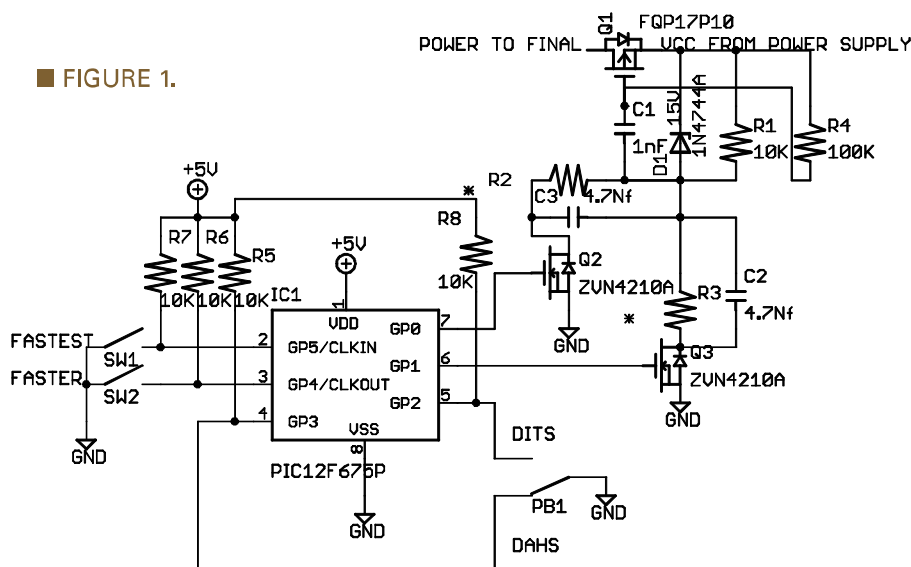 FIGURE 1.
Q1
FQP17P10
POWER TO FINAL
VCC FROM POWER SUPPLY
C1
1nF
D1
15V
1N4744A
R1
10K
R4
100K
+5V
*
R2
C3
4.7Nf
R7
R6
R5
10K
10K
10K
R8
10K
+5V
IC1
1
VDD
Q2
ZVN4210A
*
R3
C2
4.7Nf
GND
FASTEST
SW1
2
GP5/CLKIN
GP0
7
FASTER
SW2
3
GP4/CLKOUT
GP1
6
Q3
ZVN4210A
4
GP3
GP2
5
GND
VSS
8
GND
PIC12F675P
DITS
PB1
GND
GND
DAHS